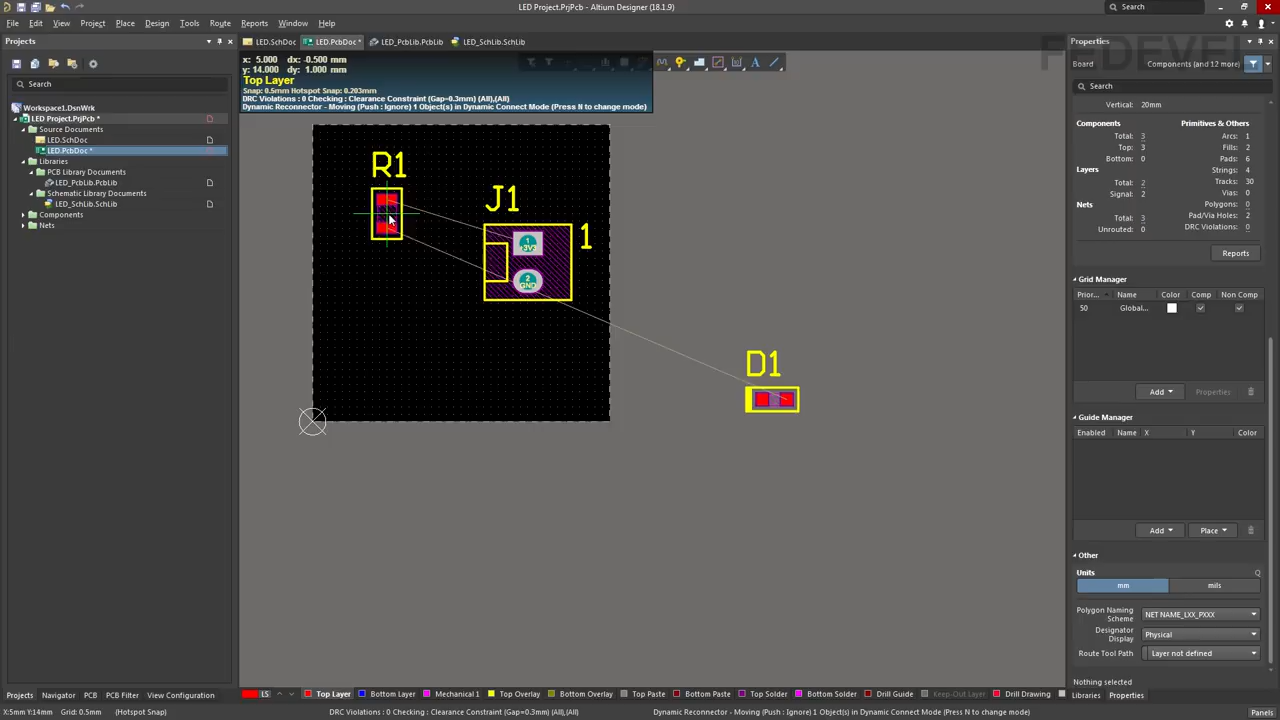 LED Project.PrjPcb - Altium Designer (18.1.9)
Search
File Edit View Project Place Design Tools Route Reports Window Help
Projects
LED.SchDoc LED.PcbDoc * LED_PcbLib.PcbLib LED_SchLib.SchLib
FEDEVEL
Properties
Board Components (and 12 more)
Search
Search
x: 5.000 dx: -0.500 mm
y: 14.000 dy: 1.000 mm
Top Layer
Snap: 0.5mm Hotspot Snap: 0.203mm
DRC Violations : 0 Checking : Clearance Constraint (Gap=0.3mm) (All),(All)
Dynamic Reconnector - Moving (Push : Ignore) 1 Object(s) in Dynamic Connect Mode (Press N to change mode)
Workspace1.DsnWrk
LED Project.PrjPcb *
Source Documents
LED.SchDoc
LED.PcbDoc *
Libraries
PCB Library Documents
LED_PcbLib.PcbLib
Schematic Library Documents
LED_SchLib.SchLib
Components
Nets
R1
J1
1
1
3V3
2
GND
D1
Vertical: 20mm
Components Primitives & Others
Total: 3 Arcs: 1
Top: 3 Fills: 2
Bottom: 0 Pads: 6
Layers Strings: 4
Total: 2 Tracks: 30
Signal: 2 Vias: 0
Nets Polygons: 0
Total: 3 Pad/Via Holes: 2
Unrouted: 0 DRC Violations: 0
Reports
Grid Manager
Prior... Name Color Comp Non Comp
50 Global...
Add Properties
Guide Manager
Enabled Name X Y Color
Add Place
Other
Units
mm mils
Polygon Naming Scheme NET NAME_LXX_PXXX
Designator Display Physical
Route Tool Path Layer not defined
Nothing selected
Projects Navigator PCB PCB Filter View Configuration
LS Top Layer Bottom Layer Mechanical 1 Top Overlay Bottom Overlay Top Paste Bottom Paste Top Solder Bottom Solder Drill Guide Keep-Out Layer Drill Drawing
Libraries Properties
X:5mm Y:14mm Grid: 0.5mm (Hotspot Snap) DRC Violations : 0 Checking : Clearance Constraint (Gap=0.3mm) (All),(All) Dynamic Reconnector - Moving (Push : Ignore) 1 Object(s) in Dynamic Connect Mode (Press N to change mode) Panels